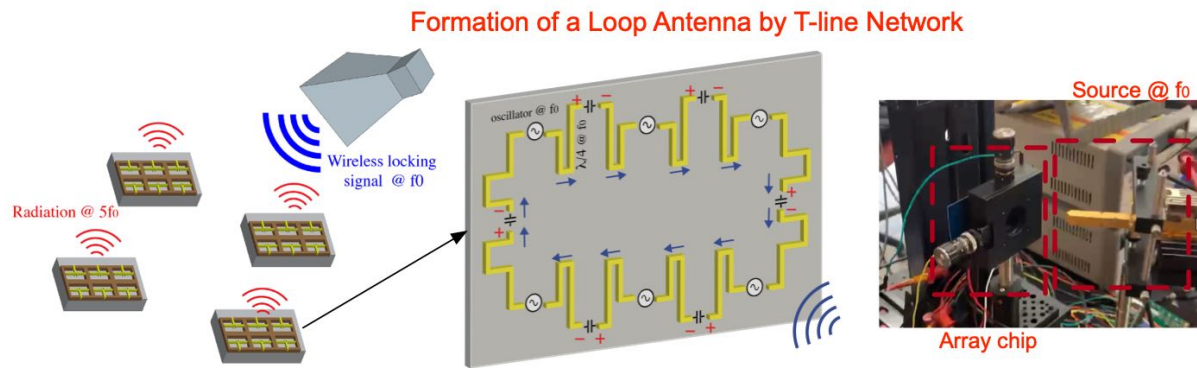 Formation of a Loop Antenna by T-line Network
Source @ f0
oscillator @ f0
λ/4 @ f0
Wireless locking
signal @ f0
Radiation @ 5f0
Array chip
+ −
+ −
− +
+ −
− +
− +